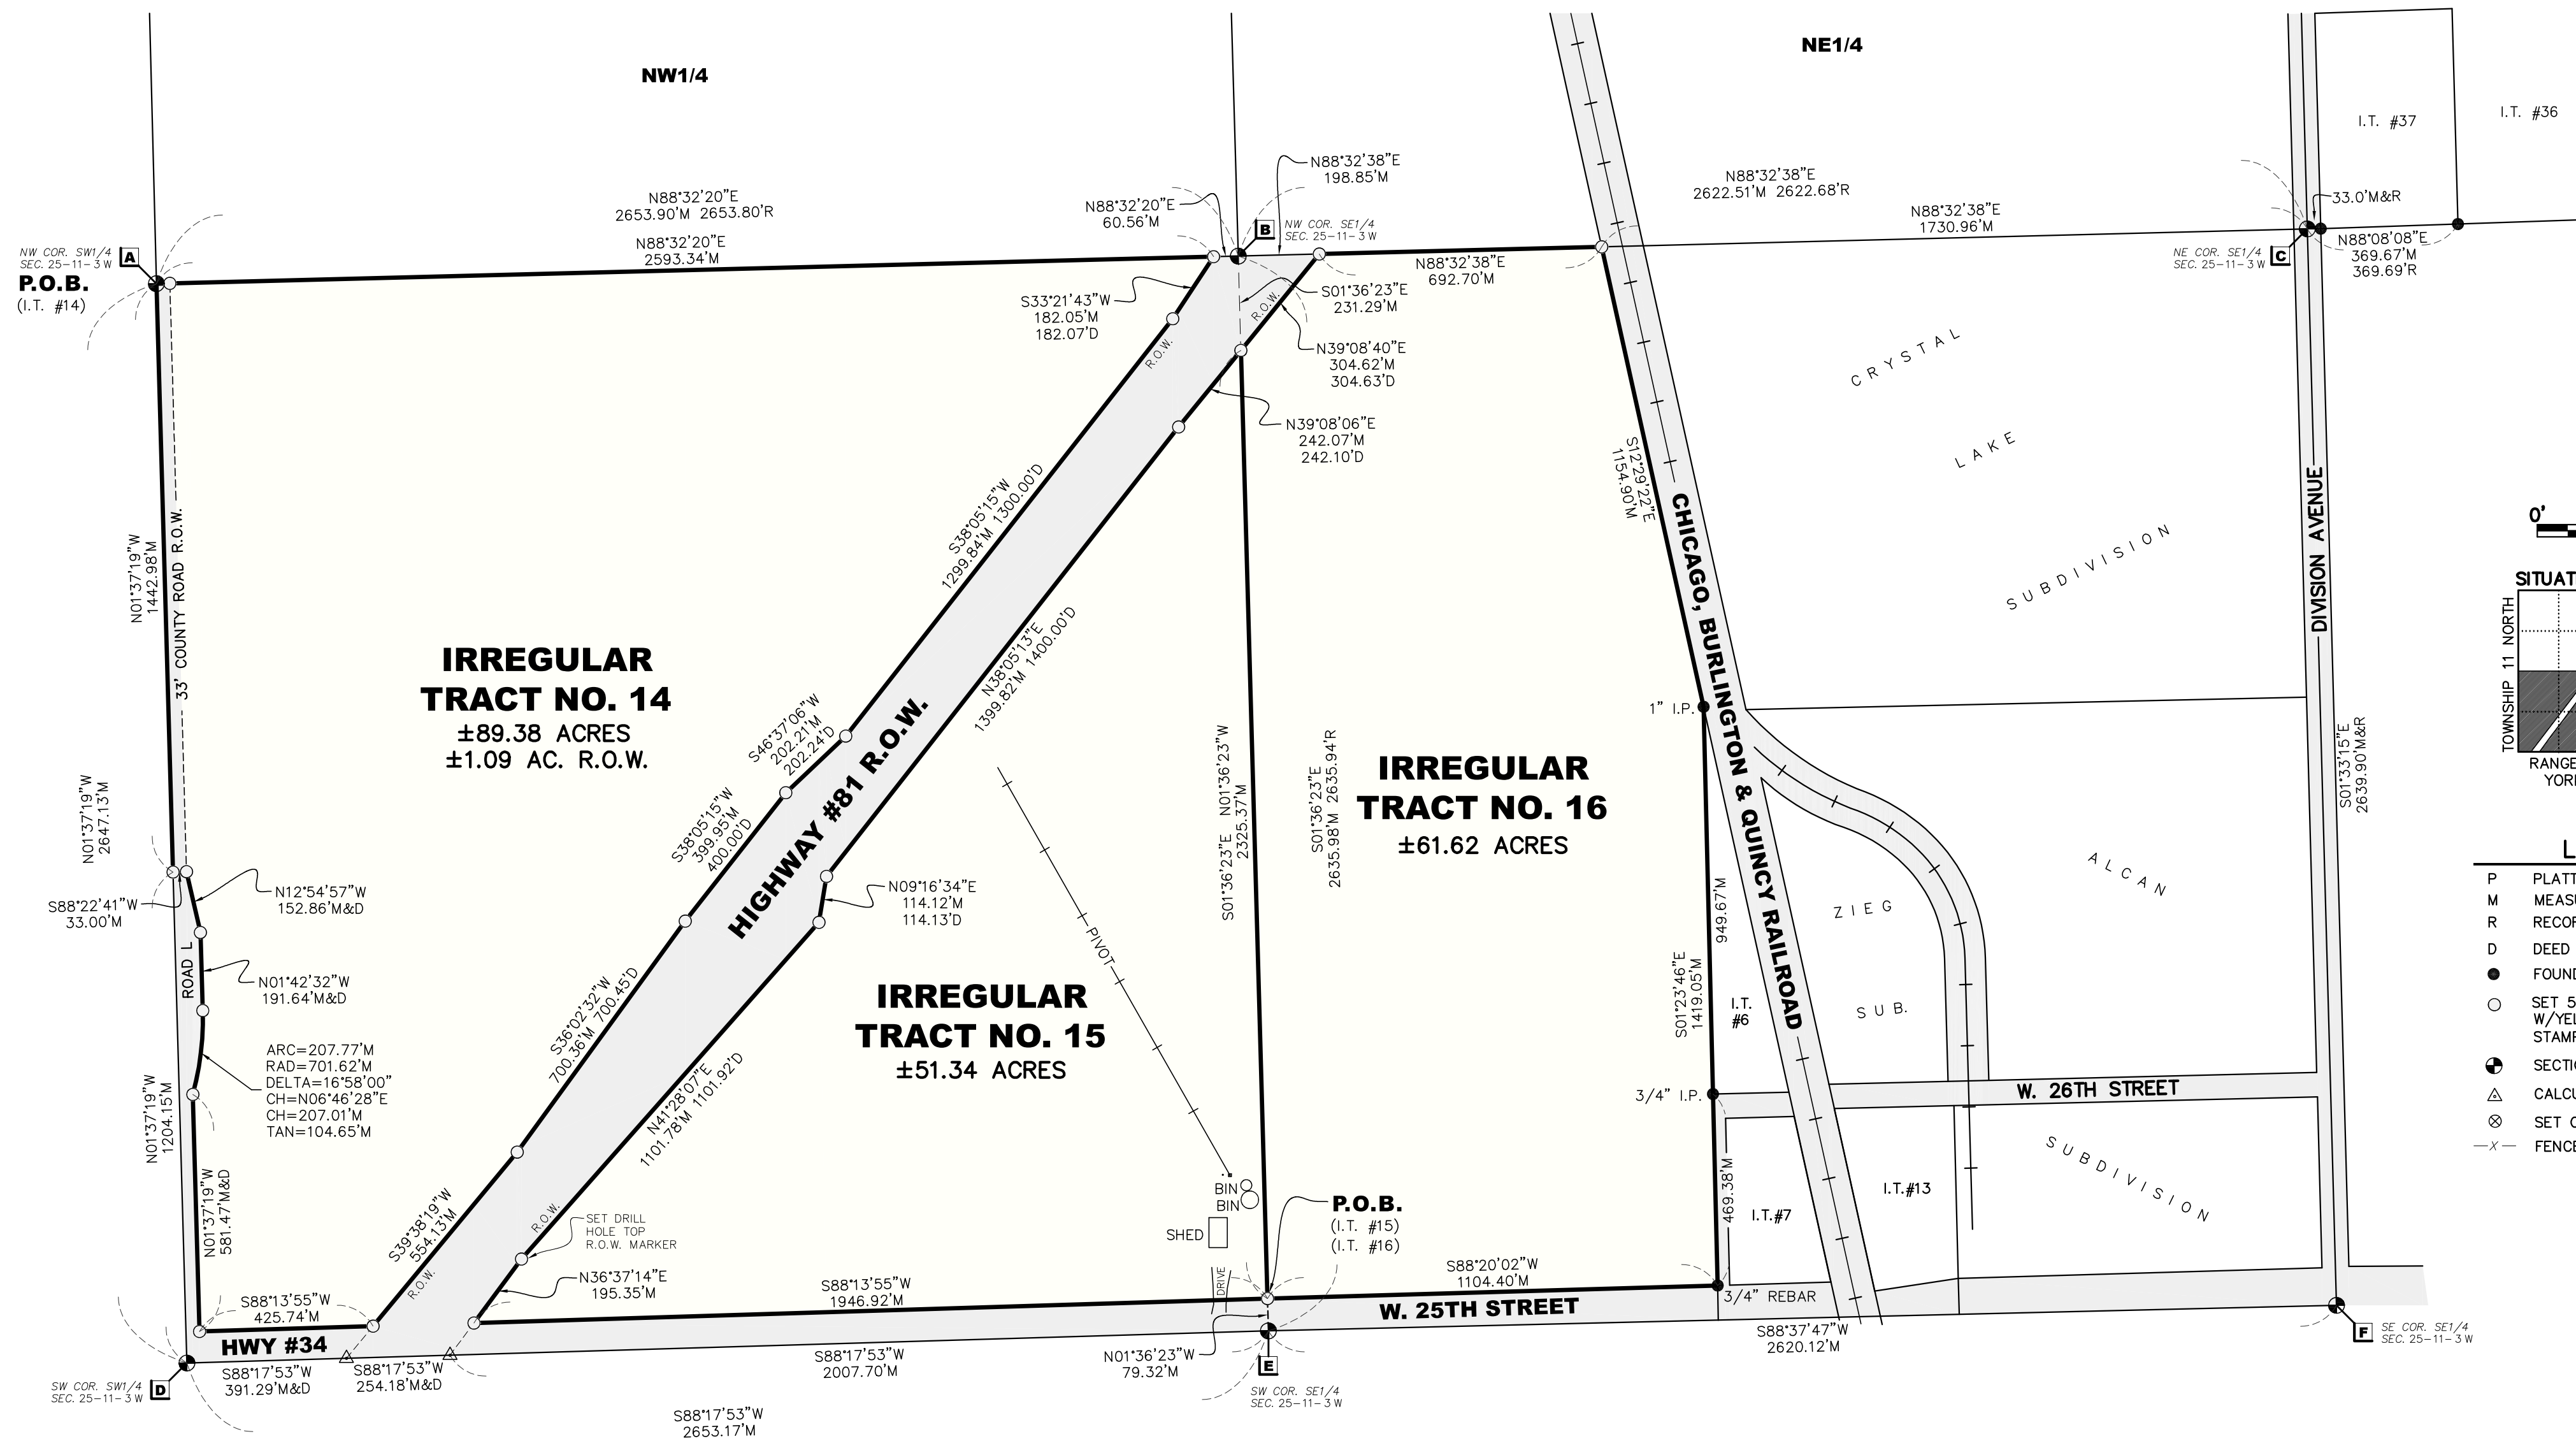 NW1/4
NE1/4
I.T. #37
I.T. #36
N88°32'20"E
2653.90'M 2653.80'R
N88°32'20"E
2593.34'M
N88°32'20"E
60.56'M
N88°32'38"E
198.85'M
B
NW COR. SE1/4
SEC. 25-11-3 W
N88°32'38"E
2622.51'M 2622.68'R
N88°32'38"E
1730.96'M
33.0'M&R
N88°08'08"E
369.67'M
369.69'R
NE COR. SE1/4
SEC. 25-11-3 W
C
NW COR. SW1/4
SEC. 25-11-3 W
A
P.O.B.
(I.T. #14)
N88°32'38"E
692.70'M
S33°21'43"W
182.05'M
182.07'D
S01°36'23"E
231.29'M
R.O.W.
R.O.W.
N39°08'40"E
304.62'M
304.63'D
N39°08'06"E
242.07'M
242.10'D
CRYSTAL
LAKE
SUBDIVISION
S12°29'22"E
1154.90'M
S38°05'15"W
1299.84'M 1300.00'D
N38°05'13"E
1399.82'M 1400.00'D
N01°37'19"W
1442.98'M
33' COUNTY ROAD R.O.W.
CHICAGO, BURLINGTON & QUINCY RAILROAD
DIVISION AVENUE
0'
SITUAT
TOWNSHIP 11 NORTH
RANGE
YOR
IRREGULAR
TRACT NO. 14
±89.38 ACRES
±1.09 AC. R.O.W.
S46°37'06"W
202.21'M
202.24'D
S38°05'15"W
399.95'M
400.00'D
HIGHWAY #81 R.O.W.
1" I.P.
IRREGULAR
TRACT NO. 16
±61.62 ACRES
S01°36'23"E N01°36'23"W
2325.37'M
S01°36'23"E
2635.98'M 2635.94'R
S01°33'15"E
2639.90'M&R
N01°37'19"W
2647.13'M
S88°22'41"W
33.00'M
N12°54'57"W
152.86'M&D
N01°42'32"W
191.64'M&D
ROAD L
ARC=207.77'M
RAD=701.62'M
DELTA=16°58'00"
CH=N06°46'28"E
CH=207.01'M
TAN=104.65'M
N01°37'19"W
1204.15'M
N01°37'19"W
581.47'M&D
N09°16'34"E
114.12'M
114.13'D
PIVOT
S36°02'32"W
700.36'M 700.45'D
IRREGULAR
TRACT NO. 15
±51.34 ACRES
N41°28'07"E
1101.78'M 1101.92'D
949.67'M
S01°23'46"E
1419.05'M
ZIEG
SUB.
ALCAN
SUBDIVISION
I.T.
#6
3/4" I.P.
W. 26TH STREET
469.38'M
I.T.#7
I.T.#13
L
P PLATT
M MEASU
R RECOR
D DEED
FOUND
SET 5
W/YEL
STAMP
SECTIO
CALCU
SET C
X FENCE
BIN
BIN
SHED
DRIVE
P.O.B.
(I.T. #15)
(I.T. #16)
S39°38'19"W
554.13'M
R.O.W.
R.O.W.
SET DRILL
HOLE TOP
R.O.W. MARKER
N36°37'14"E
195.35'M
S88°13'55"W
425.74'M
S88°13'55"W
1946.92'M
S88°20'02"W
1104.40'M
3/4" REBAR
HWY #34
W. 25TH STREET
S88°17'53"W
391.29'M&D
S88°17'53"W
254.18'M&D
S88°17'53"W
2007.70'M
N01°36'23"W
79.32'M
S88°37'47"W
2620.12'M
F
SE COR. SE1/4
SEC. 25-11-3 W
E
SW COR. SE1/4
SEC. 25-11-3 W
SW COR. SW1/4
SEC. 25-11-3 W
D
S88°17'53"W
2653.17'M